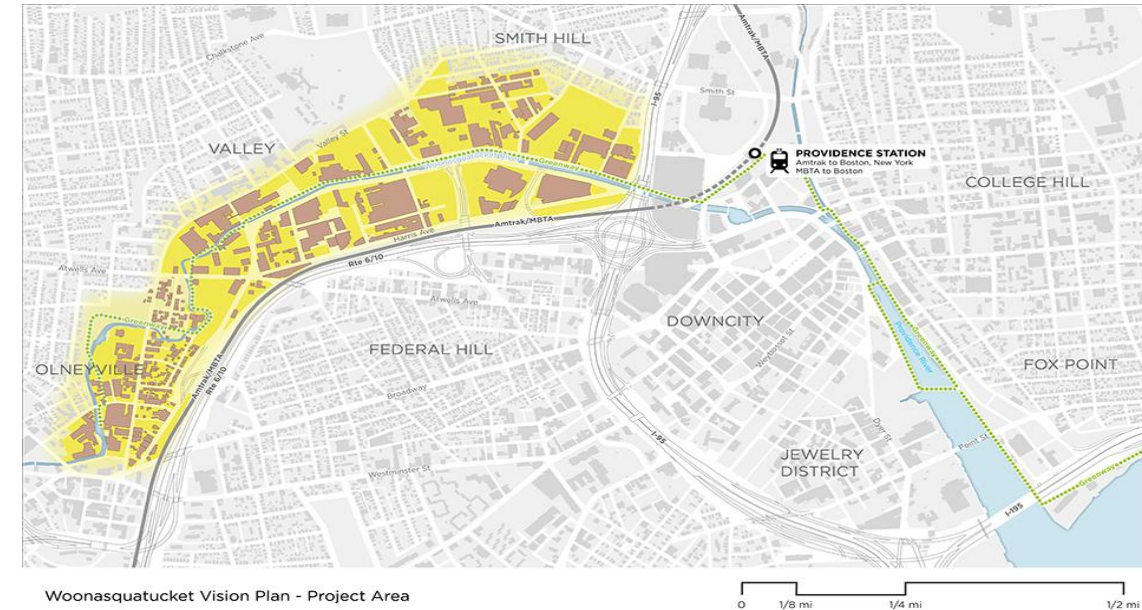 SMITH HILL
Chalkstone Ave
Amtrak/MBTA
I-95
Smith St
VALLEY
Valley St
Greenway
PROVIDENCE STATION
Amtrak to Boston, New York
MBTA to Boston
COLLEGE HILL
Amtrak/MBTA
Harris Ave
Rte 6/10
Atwells Ave
Atwells Ave
Greenway
DOWNCITY
Weybosset St
Providence River
Greenway
FEDERAL HILL
OLNEYVILLE
Amtrak/MBTA
Rte 6/10
FOX POINT
Broadway
Dyer St
Point St
I-95
JEWELRY
DISTRICT
Westminster St
Greenway
I-195
Woonasquatucket Vision Plan - Project Area
0 1/8 mi 1/4 mi 1/2 mi